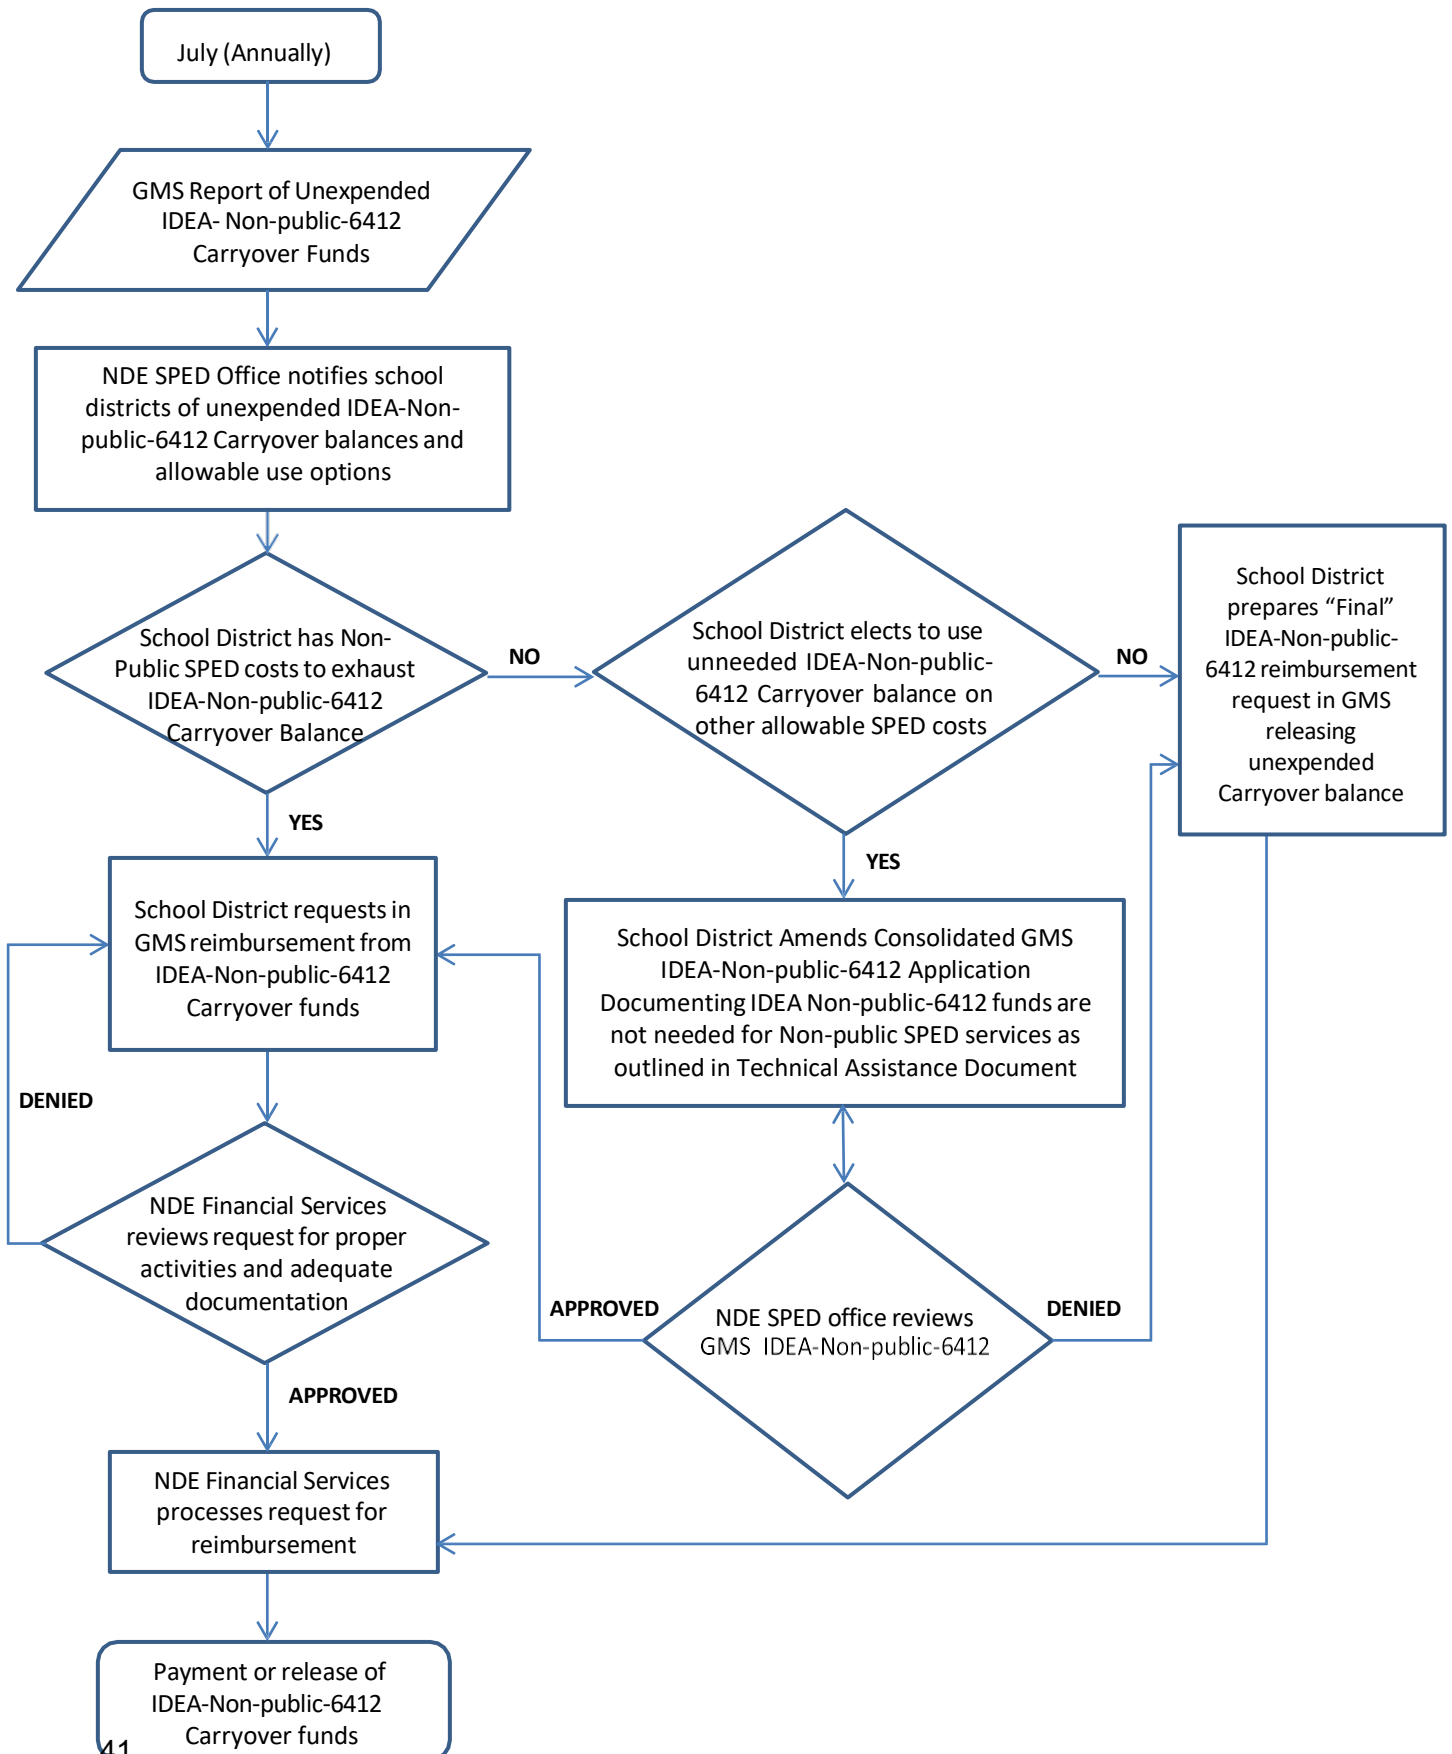 July (Annually)
GMS Report of Unexpended
IDEA- Non-public-6412
Carryover Funds
NDE SPED Office notifies school
districts of unexpended IDEA-Non-
public-6412 Carryover balances and
allowable use options
School District has Non-
Public SPED costs to exhaust
IDEA-Non-public-6412
Carryover Balance
NO
School District elects to use
unneeded IDEA-Non-public-
6412 Carryover balance on
other allowable SPED costs
NO
School District
prepares “Final”
IDEA-Non-public-
6412 reimbursement
request in GMS
releasing
unexpended
Carryover balance
YES
YES
School District requests in
GMS reimbursement from
IDEA-Non-public-6412
Carryover funds
School District Amends Consolidated GMS
IDEA-Non-public-6412 Application
Documenting IDEA Non-public-6412 funds are
not needed for Non-public SPED services as
outlined in Technical Assistance Document
DENIED
NDE Financial Services
reviews request for proper
activities and adequate
documentation
APPROVED
NDE SPED office reviews
GMS IDEA-Non-public-6412
DENIED
APPROVED
NDE Financial Services
processes request for
reimbursement
Payment or release of
IDEA-Non-public-6412
Carryover funds
41